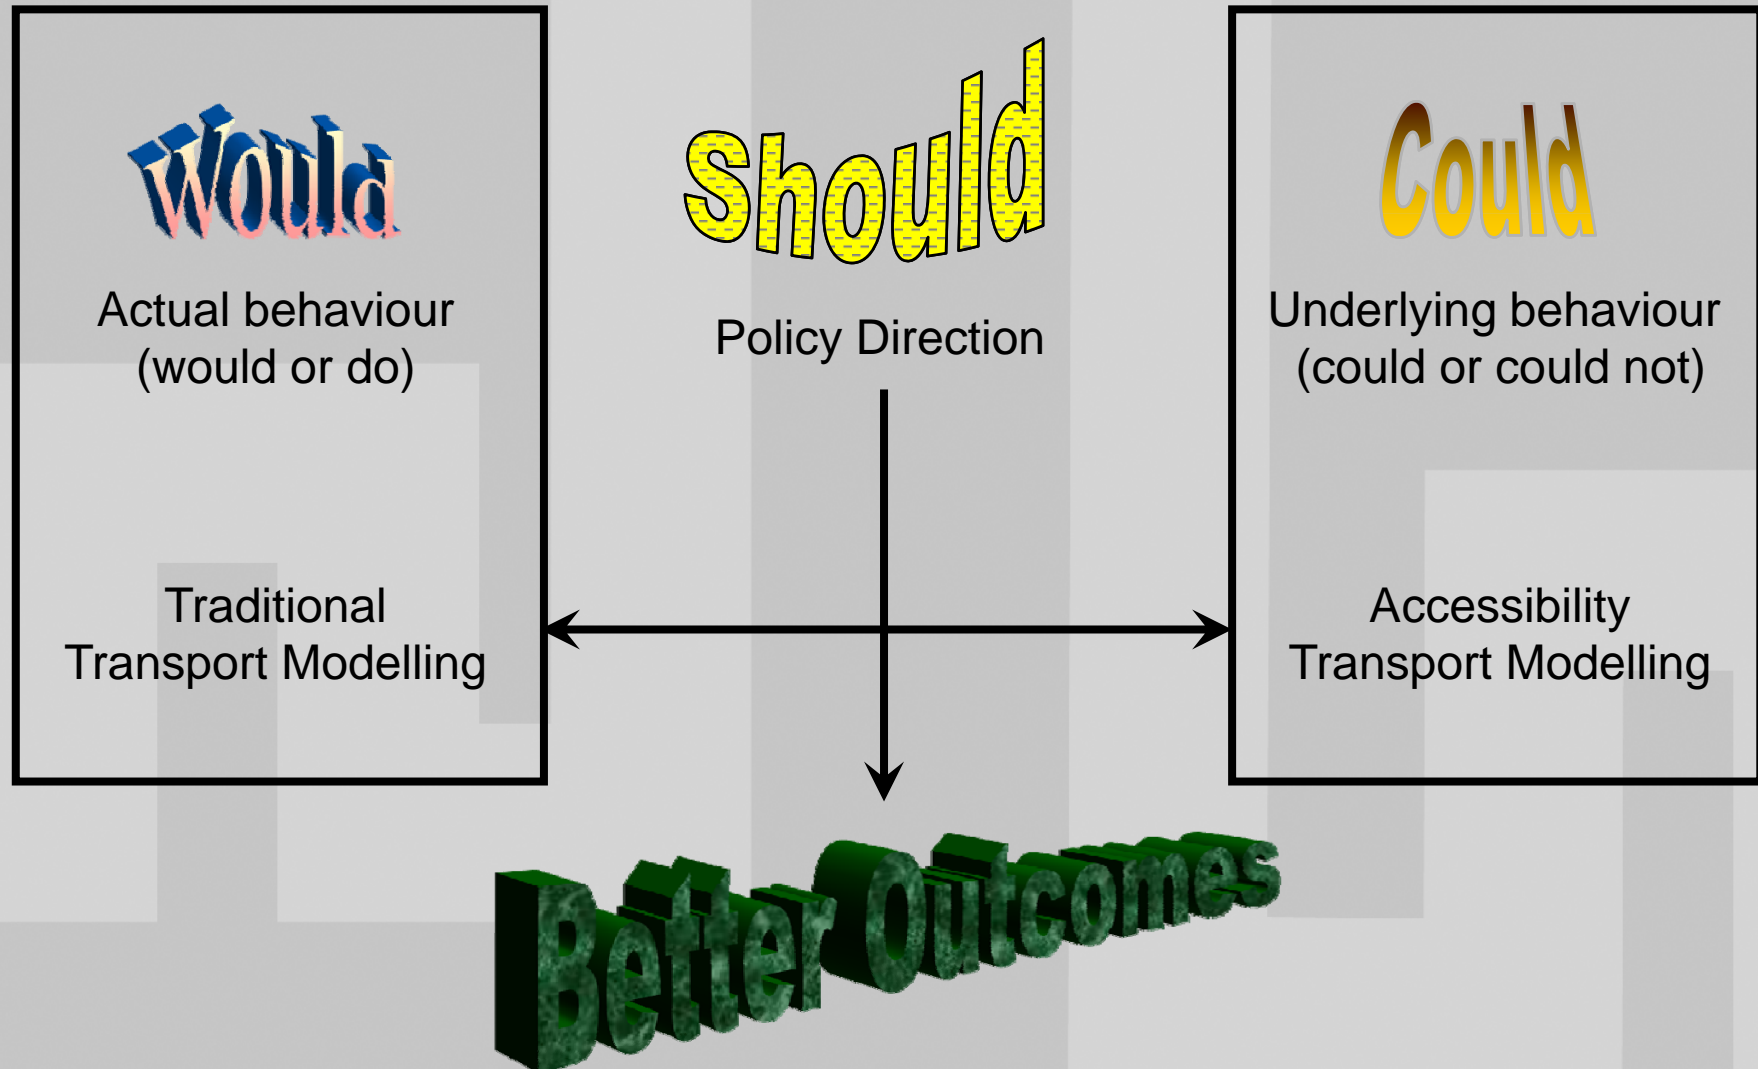 Would
Actual behaviour
(would or do)
Traditional
Transport Modelling
Should
Policy Direction
Could
Underlying behaviour
(could or could not)
Accessibility
Transport Modelling
Better Outcomes